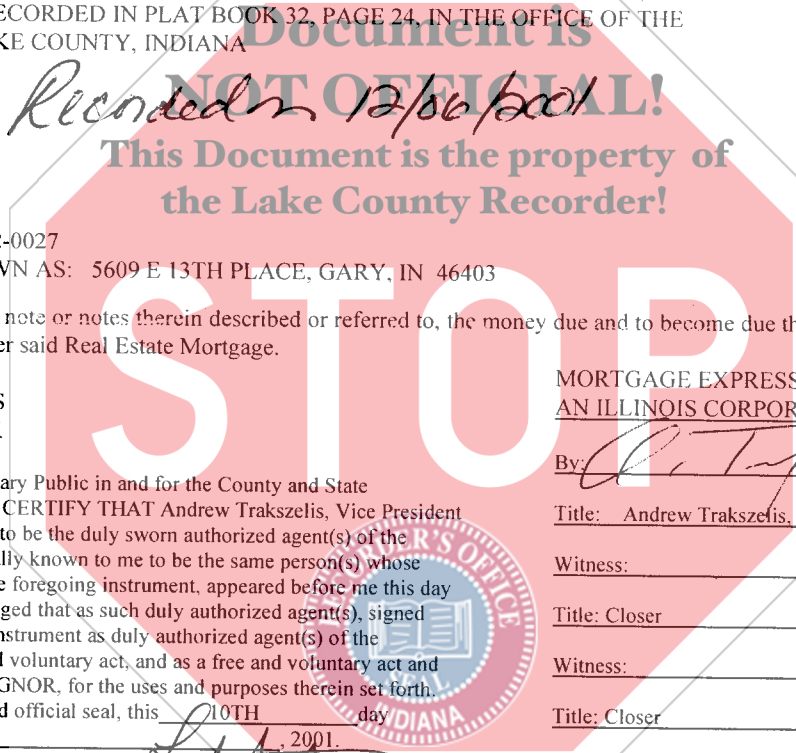 ECORDED IN PLAT BOOK 32, PAGE 24, IN THE OFFICE OF THE
KE COUNTY, INDIANA
Document is
NOT OFFICIAL!
Recorded on 12/06/2001
This Document is the property of
the Lake County Recorder!
-0027
WN AS: 5609 E 13TH PLACE, GARY, IN 46403
STOP
note or notes therein described or referred to, the money due and to become due th
er said Real Estate Mortgage.
MORTGAGE EXPRESS
AN ILLINOIS CORPOR
S
By:
ary Public in and for the County and State
CERTIFY THAT Andrew Trakszelis, Vice President
to be the duly sworn authorized agent(s) of the
lly known to me to be the same person(s) whose
e foregoing instrument, appeared before me this day
ged that as such duly authorized agent(s), signed
nstrument as duly authorized agent(s) of the
d voluntary act, and as a free and voluntary act and
GNOR, for the uses and purposes therein set forth.
d official seal, this 10TH day
, 2001.
Title: Andrew Trakszelis,
Witness:
Title: Closer
Witness:
Title: Closer
RECORDER'S OFFICE
SEAL
INDIANA